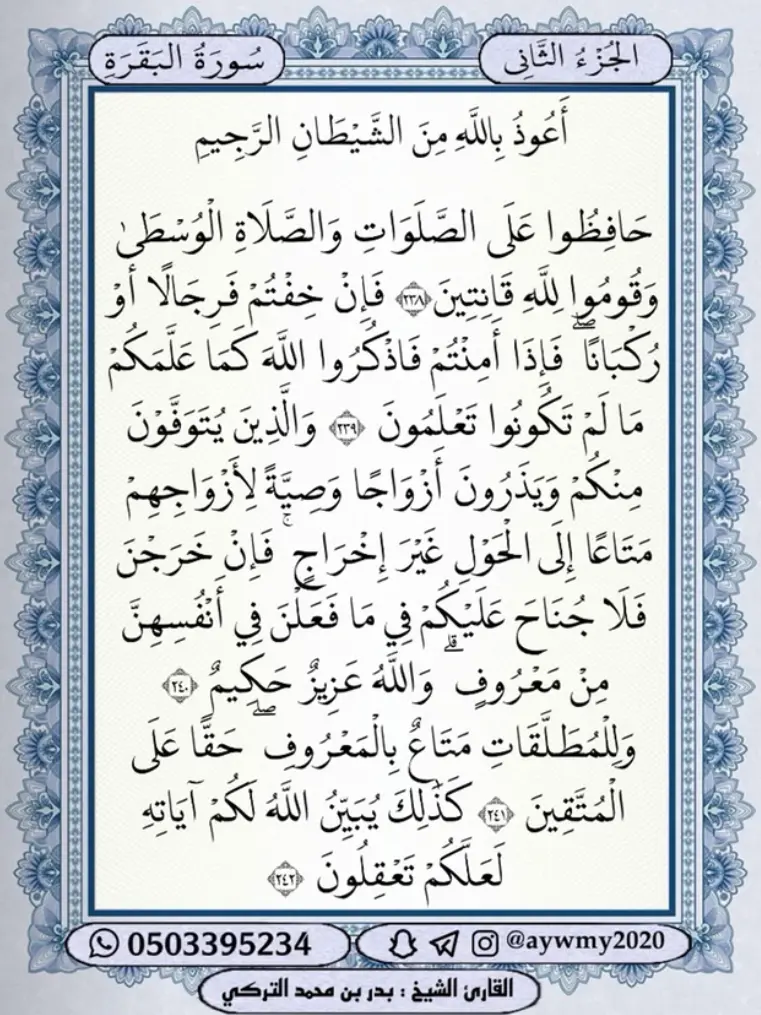 الجُزْءُ الثَّانِى
سُورَةُ البَقَرَةِ
أَعُوذُ بِاللَّهِ مِنَ الشَّيْطَانِ الرَّجِيمِ
حَافِظُوا عَلَى الصَّلَوَاتِ وَالصَّلَاةِ الْوُسْطَىٰ
وَقُومُوا لِلَّهِ قَانِتِينَ ﴿٢٣٨﴾ فَإِنْ خِفْتُمْ فَرِجَالًا أَوْ
رُكْبَانًا ۖ فَإِذَا أَمِنْتُمْ فَاذْكُرُوا اللَّهَ كَمَا عَلَّمَكُمْ
مَا لَمْ تَكُونُوا تَعْلَمُونَ ﴿٢٣٩﴾ وَالَّذِينَ يُتَوَفَّوْنَ
مِنْكُمْ وَيَذَرُونَ أَزْوَاجًا وَصِيَّةً لِأَزْوَاجِهِمْ
مَتَاعًا إِلَى الْحَوْلِ غَيْرَ إِخْرَاجٍ ۚ فَإِنْ خَرَجْنَ
فَلَا جُنَاحَ عَلَيْكُمْ فِي مَا فَعَلْنَ فِي أَنْفُسِهِنَّ
مِنْ مَعْرُوفٍ ۗ وَاللَّهُ عَزِيزٌ حَكِيمٌ ﴿٢٤٠﴾
وَلِلْمُطَلَّقَاتِ مَتَاعٌ بِالْمَعْرُوفِ ۖ حَقًّا عَلَى
الْمُتَّقِينَ ﴿٢٤١﴾ كَذَٰلِكَ يُبَيِّنُ اللَّهُ لَكُمْ آيَاتِهِ
لَعَلَّكُمْ تَعْقِلُونَ ﴿٢٤٢﴾
@aywmy2020
0503395234
القارئ الشيخ : بدر بن محمد التركي